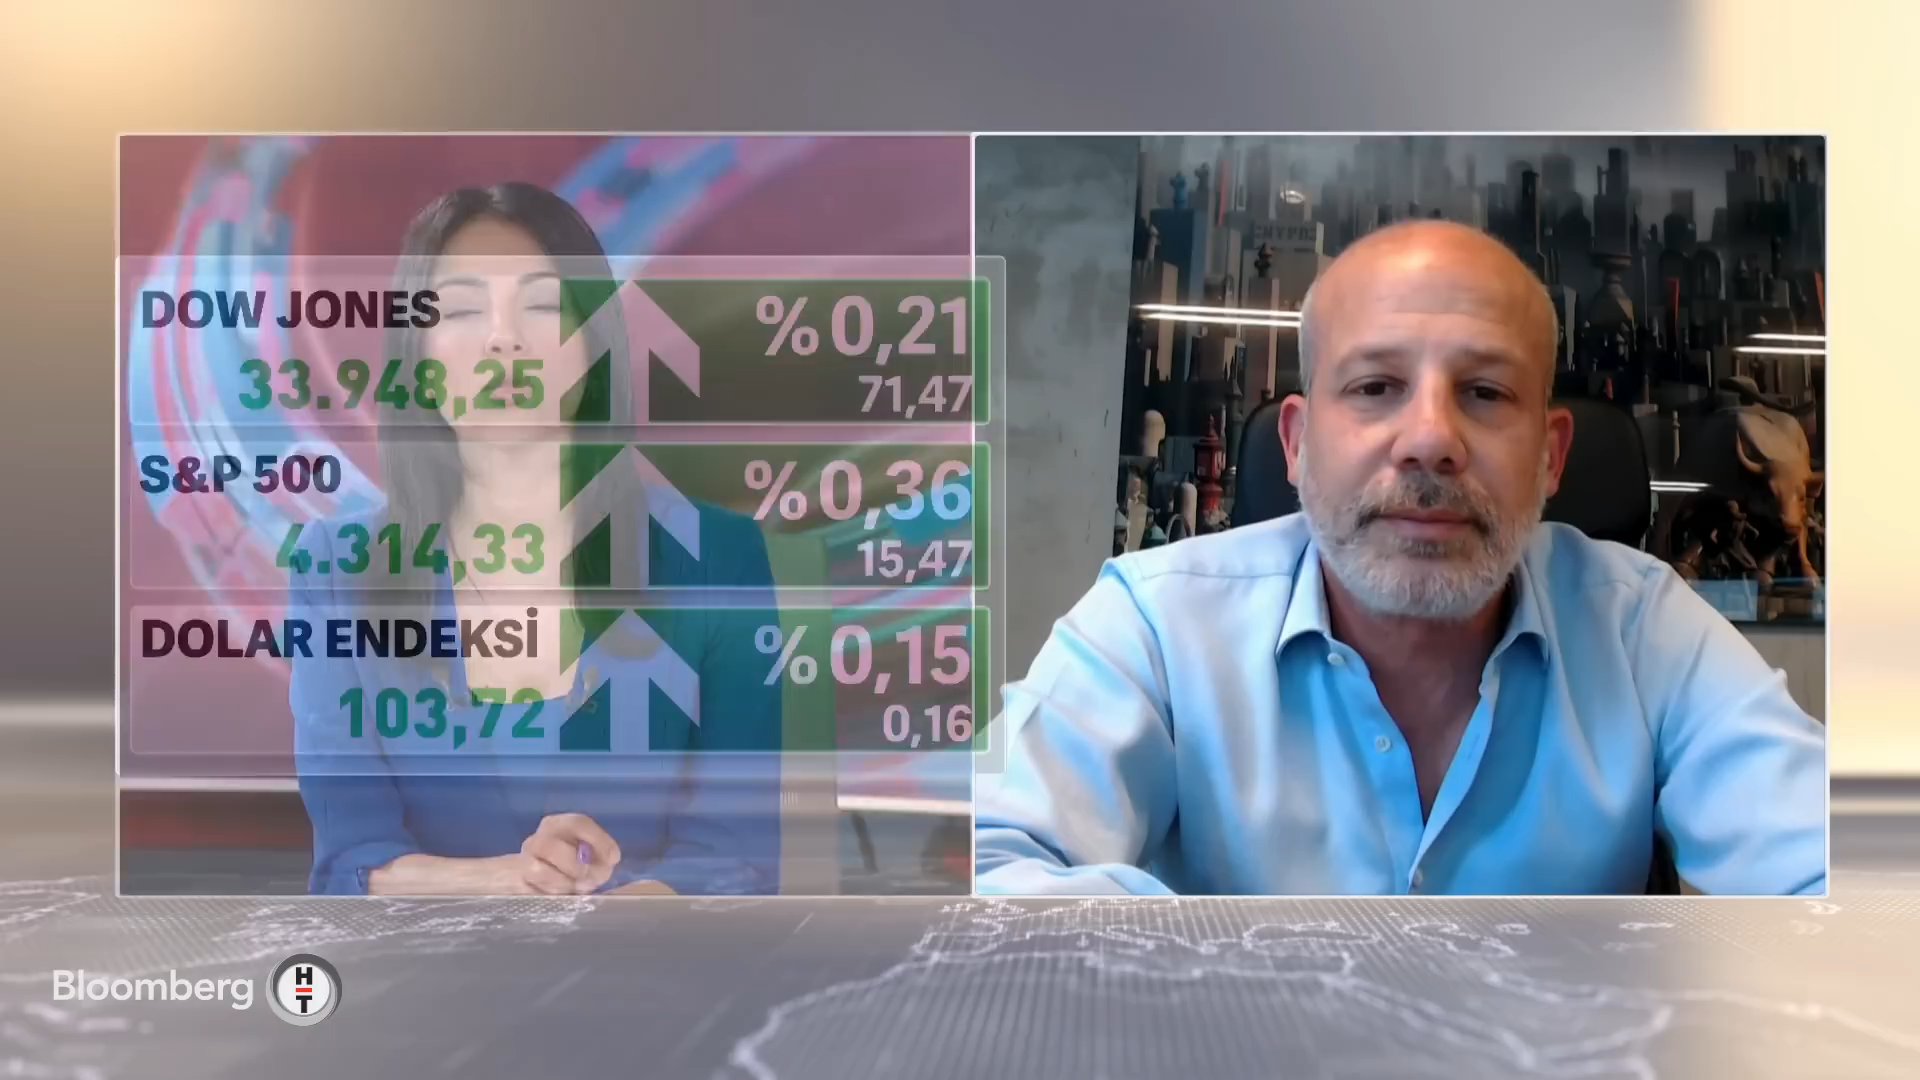 DOW JONES
33.948,25
%0,21
71,47
S&P 500
4.314,33
%0,36
15,47
DOLAR ENDEKSİ
103,72
%0,15
0,16
Bloomberg HT